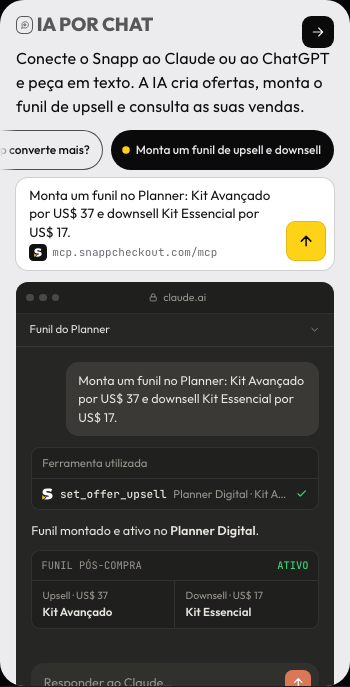 IA POR CHAT
Conecte o Snapp ao Claude ou ao ChatGPT
e peça em texto. A IA cria ofertas, monta o
funil de upsell e consulta as suas vendas.
converte mais?
Monta um funil de upsell e downsell
Monta um funil no Planner: Kit Avançado
por US$ 37 e downsell Kit Essencial por
US$ 17.
mcp.snappcheckout.com/mcp
claude.ai
Funil do Planner
Monta um funil no Planner: Kit Avançado
por US$ 37 e downsell Kit Essencial por
US$ 17.
Ferramenta utilizada
set_offer_upsell Planner Digital · Kit A...
Funil montado e ativo no Planner Digital.
FUNIL PÓS-COMPRA ATIVO
Upsell · US$ 37
Kit Avançado
Downsell · US$ 17
Kit Essencial
Responder ao Claude...